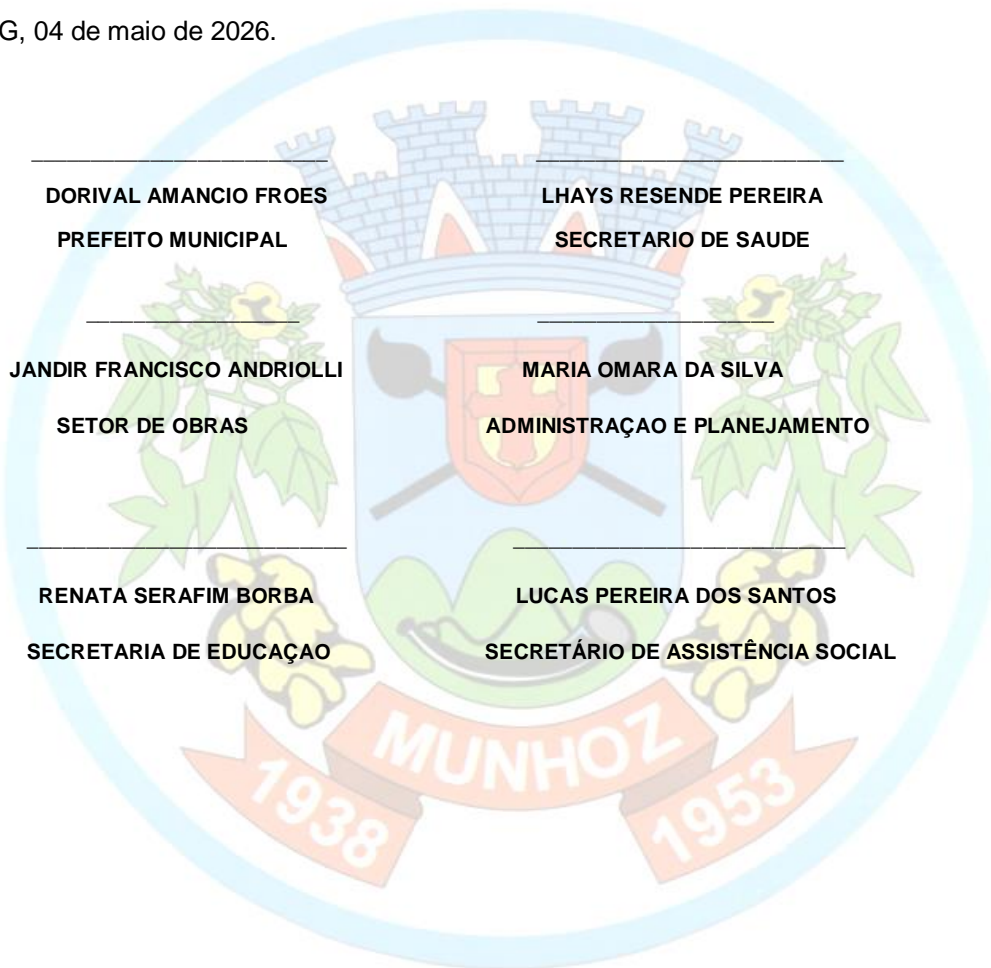 G, 04 de maio de 2026.
DORIVAL AMANCIO FROES
LHAYS RESENDE PEREIRA
PREFEITO MUNICIPAL
SECRETARIO DE SAUDE
JANDIR FRANCISCO ANDRIOLLI
MARIA OMARA DA SILVA
SETOR DE OBRAS
ADMINISTRAÇAO E PLANEJAMENTO
RENATA SERAFIM BORBA
LUCAS PEREIRA DOS SANTOS
SECRETARIA DE EDUCAÇAO
SECRETÁRIO DE ASSISTÊNCIA SOCIAL
MUNHOZ
1938
1953